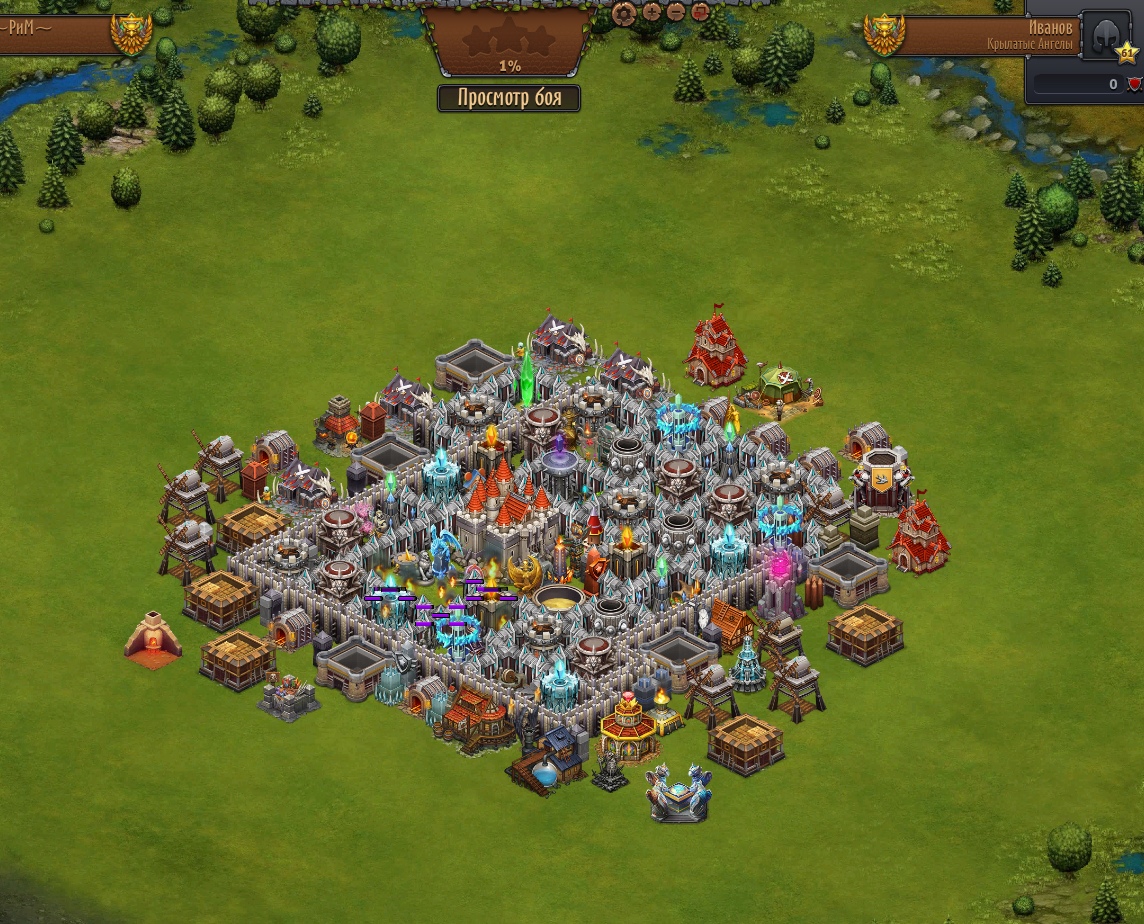 ~РиМ~
1%
Просмотр боя
Иванов
Крылатые Ангелы
61
0